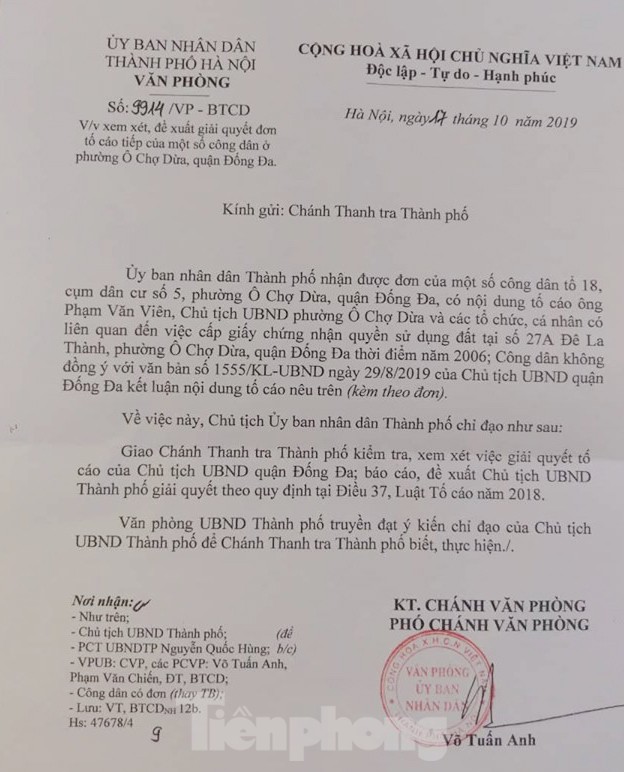 ỦY BAN NHÂN DÂN
THÀNH PHỐ HÀ NỘI
VĂN PHÒNG
Số: 9914/VP - BTCD
V/v xem xét, đề xuất giải quyết đơn
tố cáo tiếp của một số công dân ở
phường Ô Chợ Dừa, quận Đống Đa.
CỘNG HOÀ XÃ HỘI CHỦ NGHĨA VIỆT NAM
Độc lập - Tự do - Hạnh phúc
Hà Nội, ngày 17 tháng 10 năm 2019
Kính gửi: Chánh Thanh tra Thành phố
Ủy ban nhân dân Thành phố nhận được đơn của một số công dân tổ 18,
cụm dân cư số 5, phường Ô Chợ Dừa, quận Đống Đa, có nội dung tố cáo ông
Phạm Văn Viên, Chủ tịch UBND phường Ô Chợ Dừa và các tổ chức, cá nhân có
liên quan đến việc cấp giấy chứng nhận quyền sử dụng đất tại số 27A Đê La
Thành, phường Ô Chợ Dừa, quận Đống Đa thời điểm năm 2006; Công dân không
đồng ý với văn bản số 1555/KL-UBND ngày 29/8/2019 của Chủ tịch UBND quận
Đống Đa kết luận nội dung tố cáo nêu trên (kèm theo đơn).
Về việc này, Chủ tịch Ủy ban nhân dân Thành phố chỉ đạo như sau:
Giao Chánh Thanh tra Thành phố kiểm tra, xem xét việc giải quyết tố
cáo của Chủ tịch UBND quận Đống Đa; báo cáo, đề xuất Chủ tịch UBND
Thành phố giải quyết theo quy định tại Điều 37, Luật Tố cáo năm 2018.
Văn phòng UBND Thành phố truyền đạt ý kiến chỉ đạo của Chủ tịch
UBND Thành phố để Chánh Thanh tra Thành phố biết, thực hiện./.
Nơi nhận:
- Như trên;
- Chủ tịch UBND Thành phố; (để
- PCT UBNDTP Nguyễn Quốc Hùng; b/c)
- VPUB: CVP, các PCVP: Võ Tuấn Anh,
Phạm Văn Chiến, ĐT, BTCD;
- Công dân có đơn (thay TB);
- Lưu: VT, BTCDNH 12b.
Hs: 47678/4
9
KT. CHÁNH VĂN PHÒNG
PHÓ CHÁNH VĂN PHÒNG
VĂN PHÒNG
ỦY BAN
NHÂN DÂN
Võ Tuấn Anh
Tiền phong